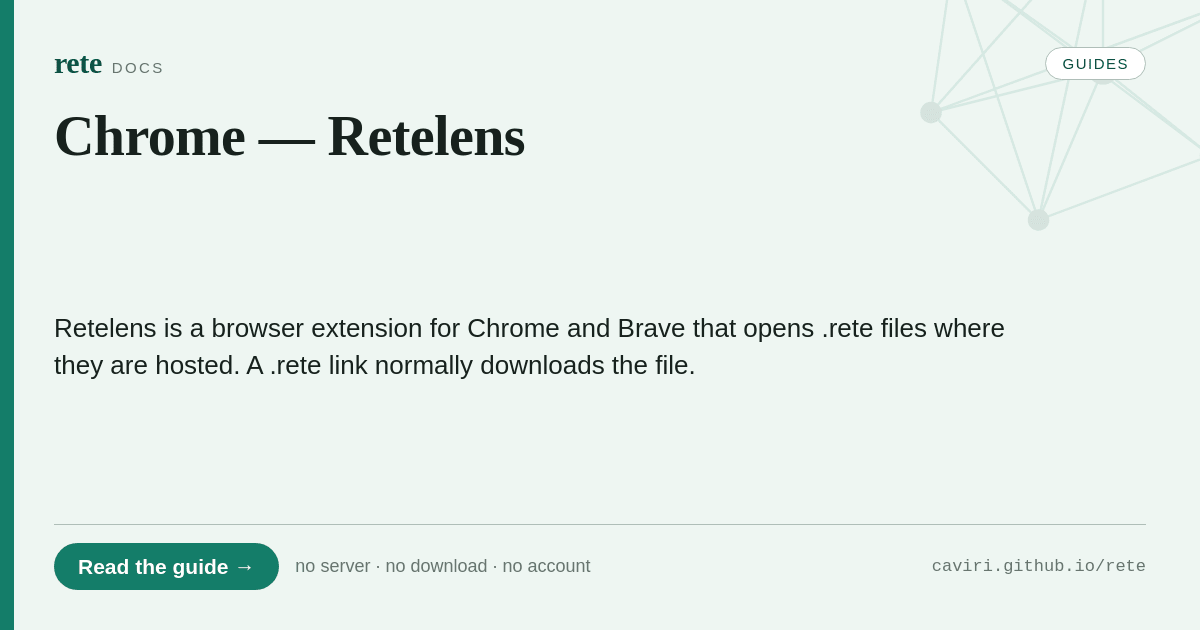 rete DOCS
GUIDES
Chrome — Retelens
Retelens is a browser extension for Chrome and Brave that opens .rete files where
they are hosted. A .rete link normally downloads the file.
Read the guide →
no server · no download · no account
caviri.github.io/rete